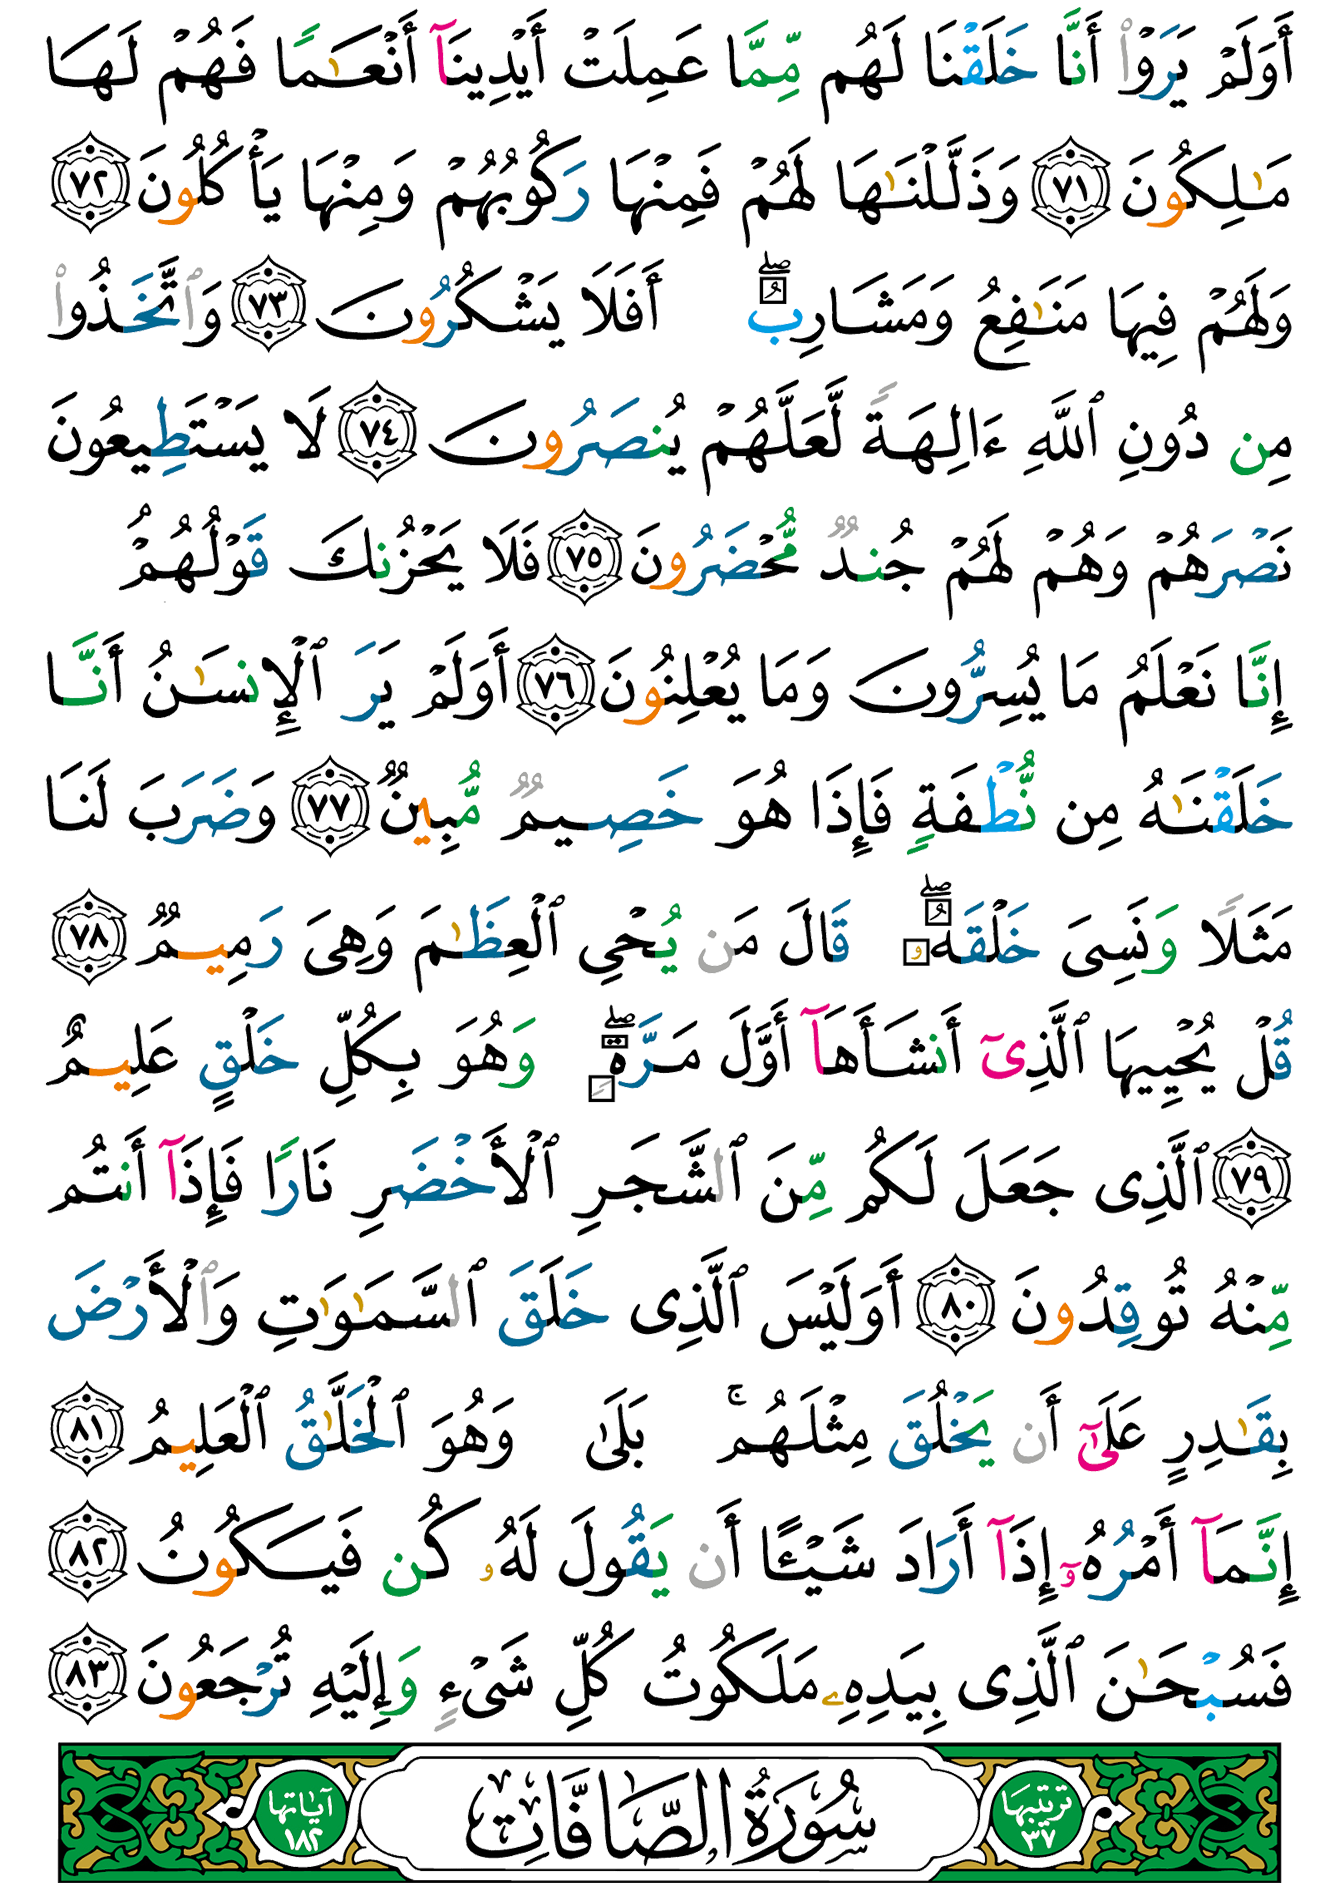 أَوَلَمْ يَرَوْا۟ أَنَّا خَلَقْنَا لَهُم مِّمَّا عَمِلَتْ أَيْدِينَآ أَنْعَـٰمًا فَهُمْ لَهَا
مَـٰلِكُونَ ٧١ وَذَلَّلْنَـٰهَا لَهُمْ فَمِنْهَا رَكُوبُهُمْ وَمِنْهَا يَأْكُلُونَ ٧٢
وَلَهُمْ فِيهَا مَنَـٰفِعُ وَمَشَارِبُ ۖ أَفَلَا يَشْكُرُونَ ٧٣ وَٱتَّخَذُوا۟
مِن دُونِ ٱللَّهِ ءَالِهَةً لَّعَلَّهُمْ يُنصَرُونَ ٧٤ لَا يَسْتَطِيعُونَ
نَصْرَهُمْ وَهُمْ لَهُمْ جُندٌ مُّحْضَرُونَ ٧٥ فَلَا يَحْزُنكَ قَوْلُهُمْ ۘ
إِنَّا نَعْلَمُ مَا يُسِرُّونَ وَمَا يُعْلِنُونَ ٧٦ أَوَلَمْ يَرَ ٱلْإِنسَـٰنُ أَنَّا
خَلَقْنَـٰهُ مِن نُّطْفَةٍ فَإِذَا هُوَ خَصِيمٌ مُّبِينٌ ٧٧ وَضَرَبَ لَنَا
مَثَلًا وَنَسِىَ خَلْقَهُۥ ۖ قَالَ مَن يُحْىِ ٱلْعِظَـٰمَ وَهِىَ رَمِيمٌ ٧٨
قُلْ يُحْيِيهَا ٱلَّذِىٓ أَنشَأَهَآ أَوَّلَ مَرَّةٍ ۖ وَهُوَ بِكُلِّ خَلْقٍ عَلِيمٌ
٧٩ ٱلَّذِى جَعَلَ لَكُم مِّنَ ٱلشَّجَرِ ٱلْأَخْضَرِ نَارًا فَإِذَآ أَنتُم
مِّنْهُ تُوقِدُونَ ٨٠ أَوَلَيْسَ ٱلَّذِى خَلَقَ ٱلسَّمَـٰوَٰتِ وَٱلْأَرْضَ
بِقَـٰدِرٍ عَلَىٰٓ أَن يَخْلُقَ مِثْلَهُم ۚ بَلَىٰ وَهُوَ ٱلْخَلَّـٰقُ ٱلْعَلِيمُ ٨١
إِنَّمَآ أَمْرُهُۥٓ إِذَآ أَرَادَ شَيْـًٔا أَن يَقُولَ لَهُۥ كُن فَيَكُونُ ٨٢
فَسُبْحَـٰنَ ٱلَّذِى بِيَدِهِۦ مَلَكُوتُ كُلِّ شَىْءٍ وَإِلَيْهِ تُرْجَعُونَ ٨٣
ترتيبها ٣٧ سُورَةُ الصَّافَّاتِ آياتها ١٨٢